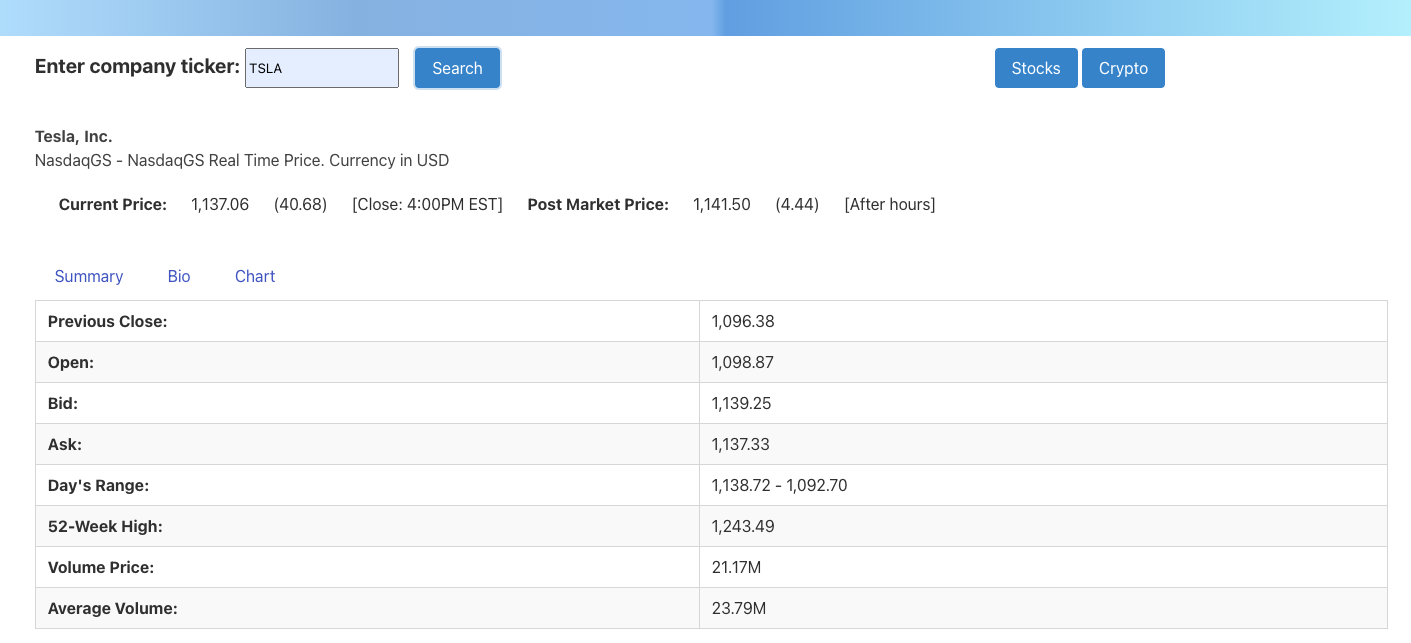 Enter company ticker: TSLA Search Stocks Crypto
Tesla, Inc.
NasdaqGS - NasdaqGS Real Time Price. Currency in USD
Current Price: 1,137.06 (40.68) [Close: 4:00PM EST] Post Market Price: 1,141.50 (4.44) [After hours]
Summary Bio Chart
Previous Close: 1,096.38
Open: 1,098.87
Bid: 1,139.25
Ask: 1,137.33
Day's Range: 1,138.72 - 1,092.70
52-Week High: 1,243.49
Volume Price: 21.17M
Average Volume: 23.79M